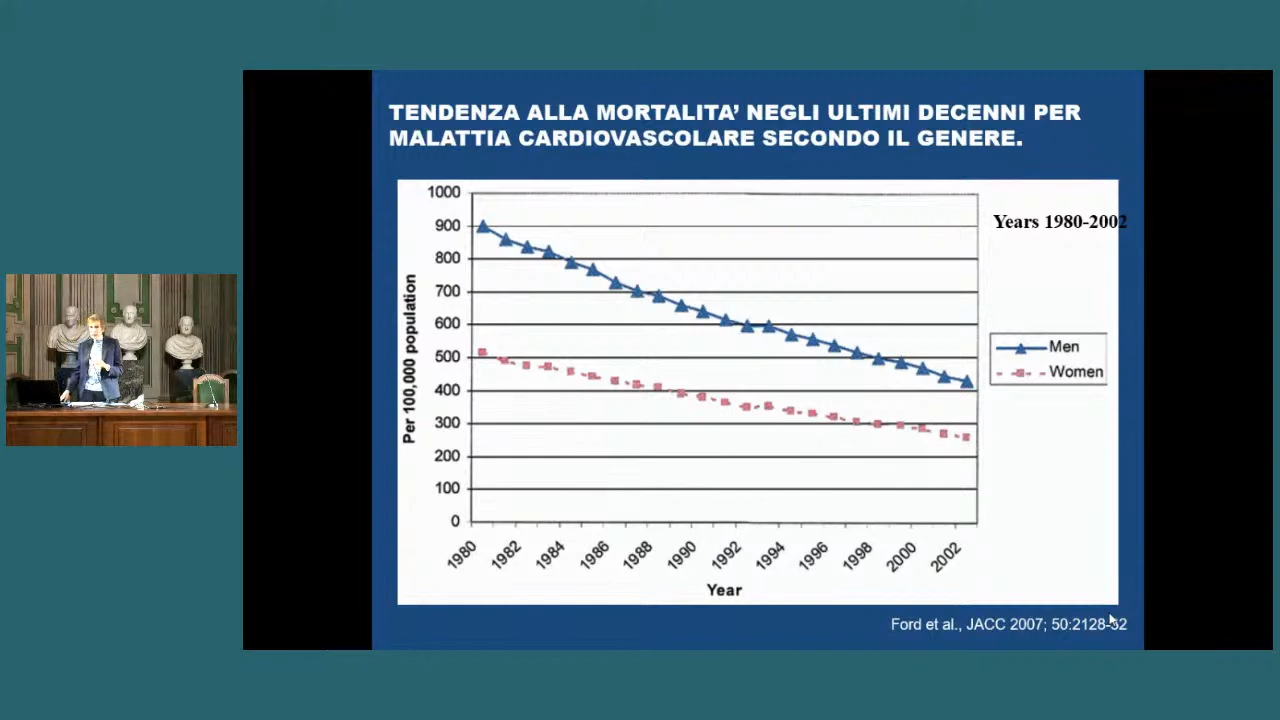 TENDENZA ALLA MORTALITA’ NEGLI ULTIMI DECENNI PER
MALATTIA CARDIOVASCOLARE SECONDO IL GENERE.
1000
900
800
700
600
500
400
300
200
100
0
Per 100,000 population
1980
1982
1984
1986
1988
1990
1992
1994
1996
1998
2000
2002
Year
Years 1980-2002
Men
Women
Ford et al., JACC 2007; 50:2128-32